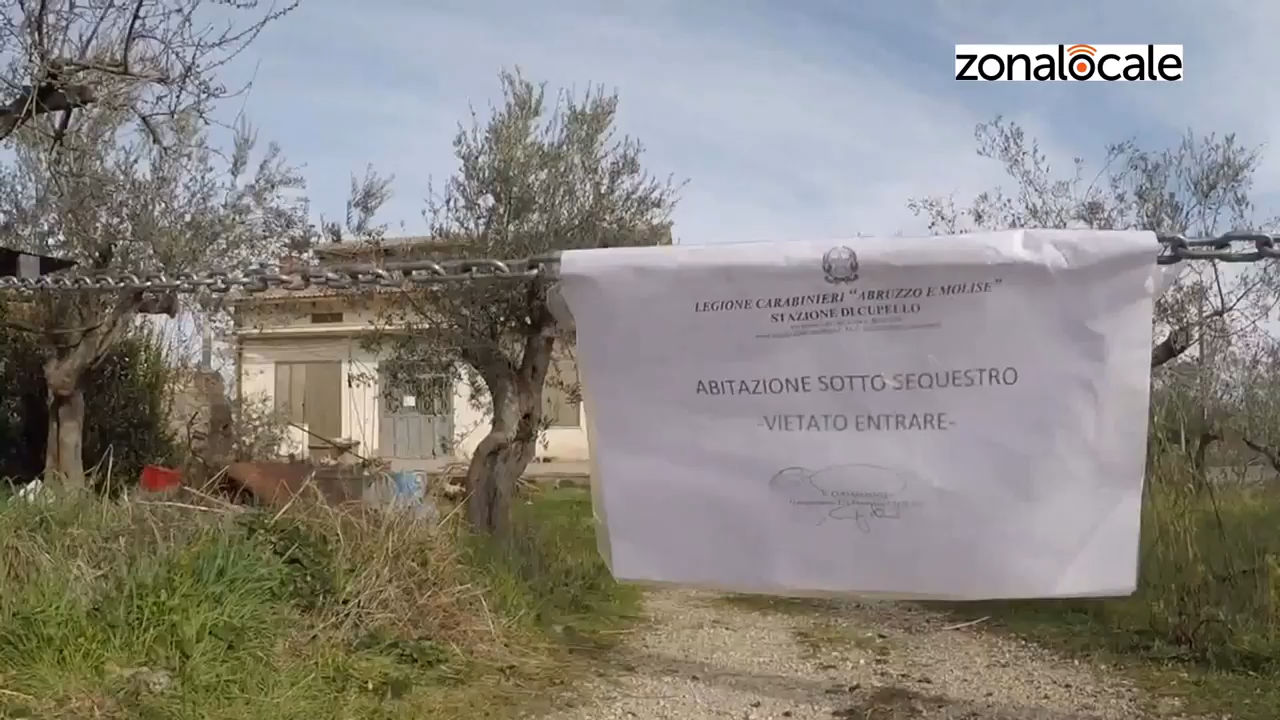 zonalocale
LEGIONE CARABINIERI "ABRUZZO E MOLISE"
STAZIONE DI CUPELLO
ABITAZIONE SOTTO SEQUESTRO
-VIETATO ENTRARE-